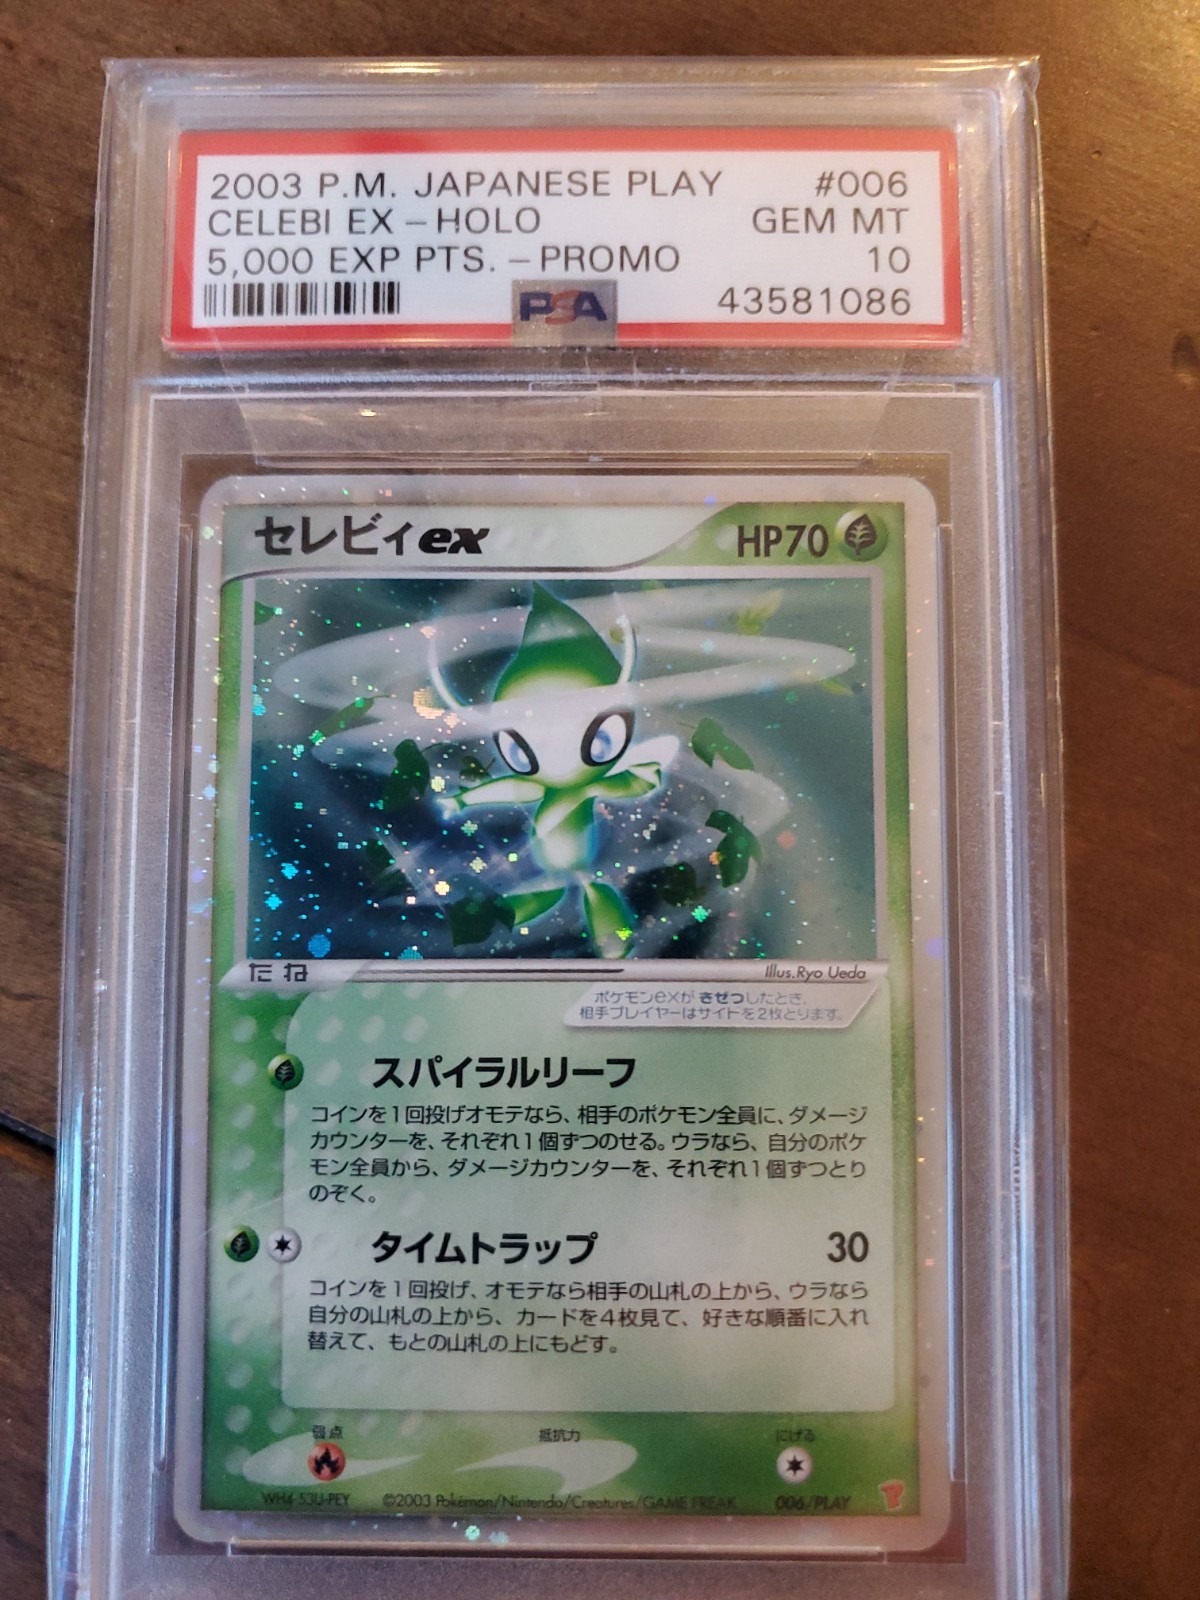 2003 P.M. JAPANESE PLAY #006
CELEBI EX - HOLO GEM MT
5,000 EXP PTS. - PROMO 10
PSA 43581086
セレビィex HP70
たね Illus.Ryo Ueda
ポケモンexが きぜつしたとき、
相手プレイヤーはサイドを2枚とります。
スパイラルリーフ
コインを1回投げオモテなら、相手のポケモン全員に、ダメージ
カウンターを、それぞれ1個ずつのせる。ウラなら、自分のポケ
モン全員から、ダメージカウンターを、それぞれ1個ずつとり
のぞく。
タイムトラップ 30
コインを1回投げ、オモテなら相手の山札の上から、ウラなら
自分の山札の上から、カードを4枚見て、好きな順番に入れ
替えて、もとの山札の上にもどす。
弱点 抵抗力 にげる
WH4-53U-PEY ©2003 Pokémon/Nintendo/Creatures/GAME FREAK 006/PLAY